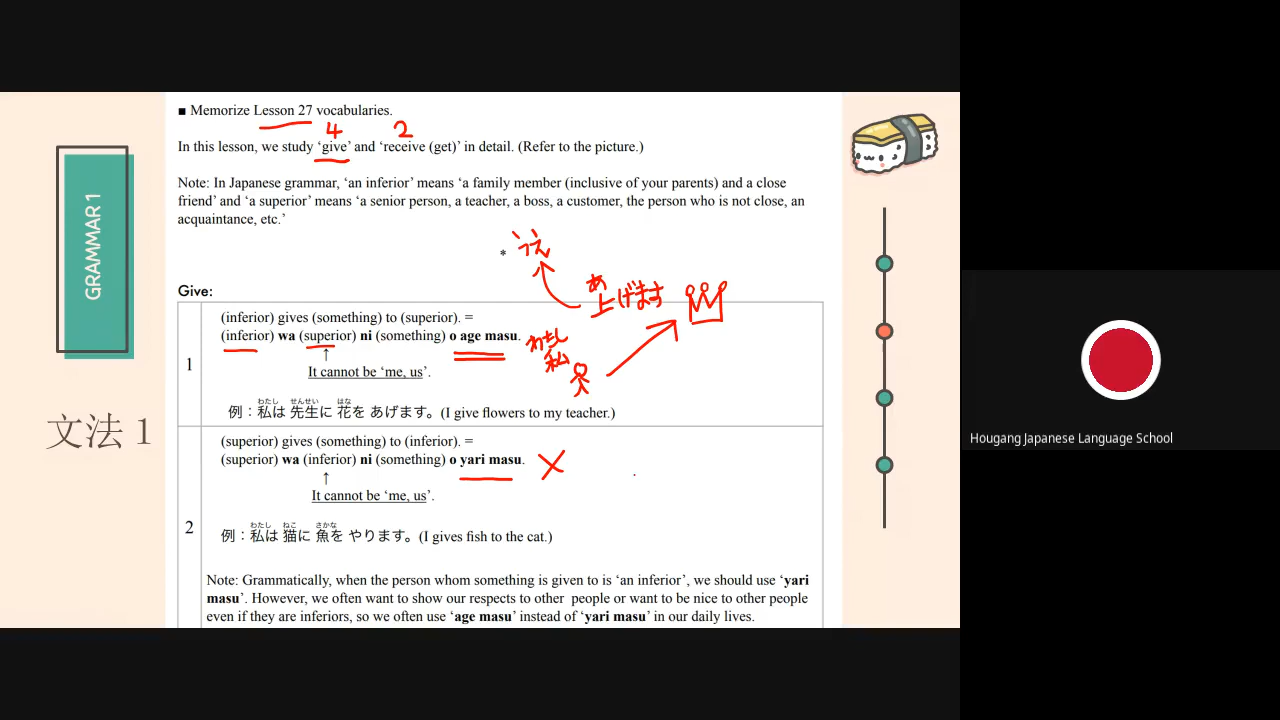 GRAMMAR 1
文法 1
■ Memorize Lesson 27 vocabularies.
4 2
In this lesson, we study ‘give’ and ‘receive (get)’ in detail. (Refer to the picture.)
Note: In Japanese grammar, ‘an inferior’ means ‘a family member (inclusive of your parents) and a close
friend’ and ‘a superior’ means ‘a senior person, a teacher, a boss, a customer, the person who is not close, an
acquaintance, etc.’
*
うえ
あ
上げます
Give:
1
(inferior) gives (something) to (superior). =
(inferior) wa (superior) ni (something) o age masu.
わたし
私
↑
It cannot be ‘me, us’.
わたし せんせい はな
例：私は 先生に 花を あげます。(I give flowers to my teacher.)
2
(superior) gives (something) to (inferior). =
(superior) wa (inferior) ni (something) o yari masu.
↑
It cannot be ‘me, us’.
わたし ねこ さかな
例：私は 猫に 魚を やります。(I gives fish to the cat.)
Note: Grammatically, when the person whom something is given to is ‘an inferior’, we should use ‘yari
masu’. However, we often want to show our respects to other people or want to be nice to other people
even if they are inferiors, so we often use ‘age masu’ instead of ‘yari masu’ in our daily lives.
Hougang Japanese Language School